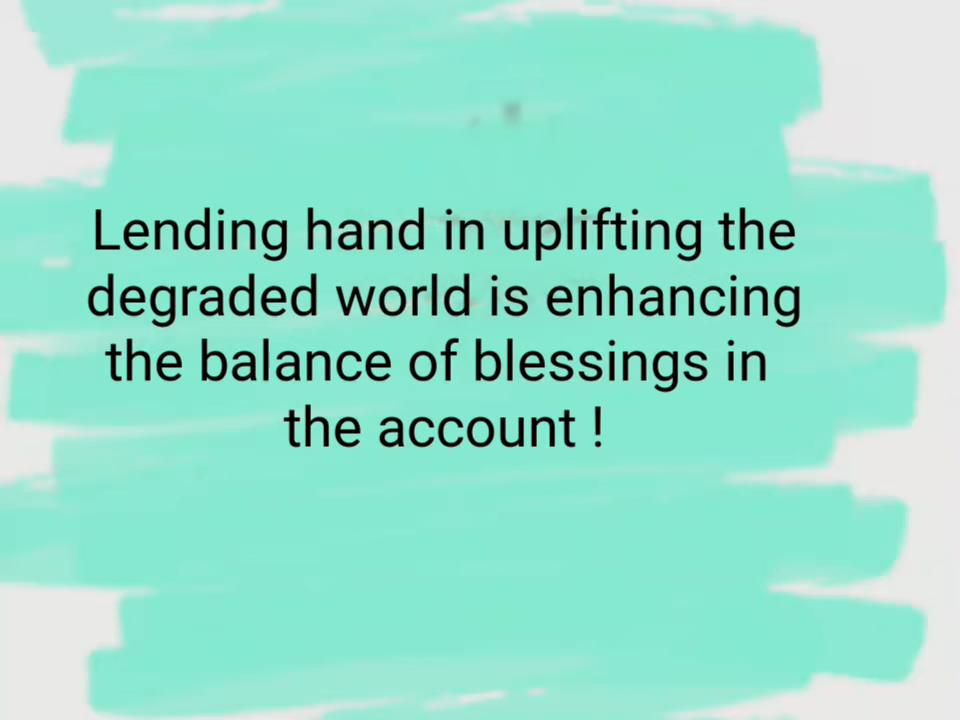 Lending hand in uplifting the
degraded world is enhancing
the balance of blessings in
the account !